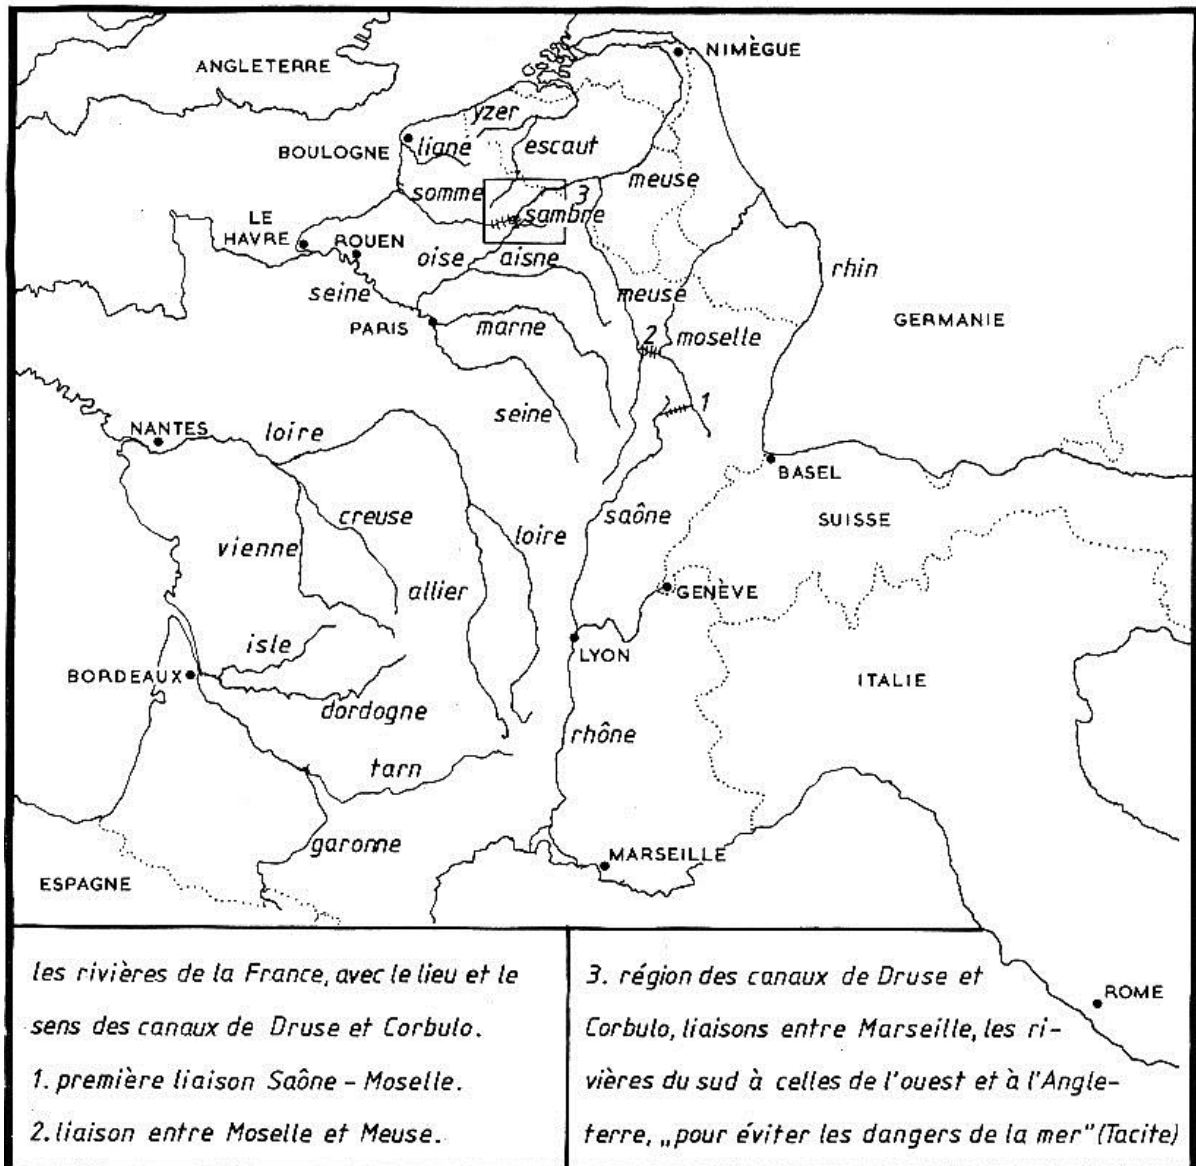 NIMÈGUE
ANGLETERRE
yzer
BOULOGNE
liane
escaut
meuse
somme
3
sambre
LE
HAVRE
ROUEN
oise
aisne
rhin
seine
meuse
PARIS
marne
2
moselle
GERMANIE
1
seine
NANTES
loire
BASEL
creuse
saône
SUISSE
vienne
loire
allier
GENÈVE
isle
LYON
BORDEAUX
ITALIE
dordogne
rhône
tarn
garonne
MARSEILLE
ESPAGNE
ROME
les rivières de la France, avec le lieu et le
sens des canaux de Druse et Corbulo.
1. première liaison Saône - Moselle.
2. liaison entre Moselle et Meuse.
3. région des canaux de Druse et
Corbulo, liaisons entre Marseille, les ri-
vières du sud à celles de l'ouest et à l'Angle-
terre, „pour éviter les dangers de la mer" (Tacite)